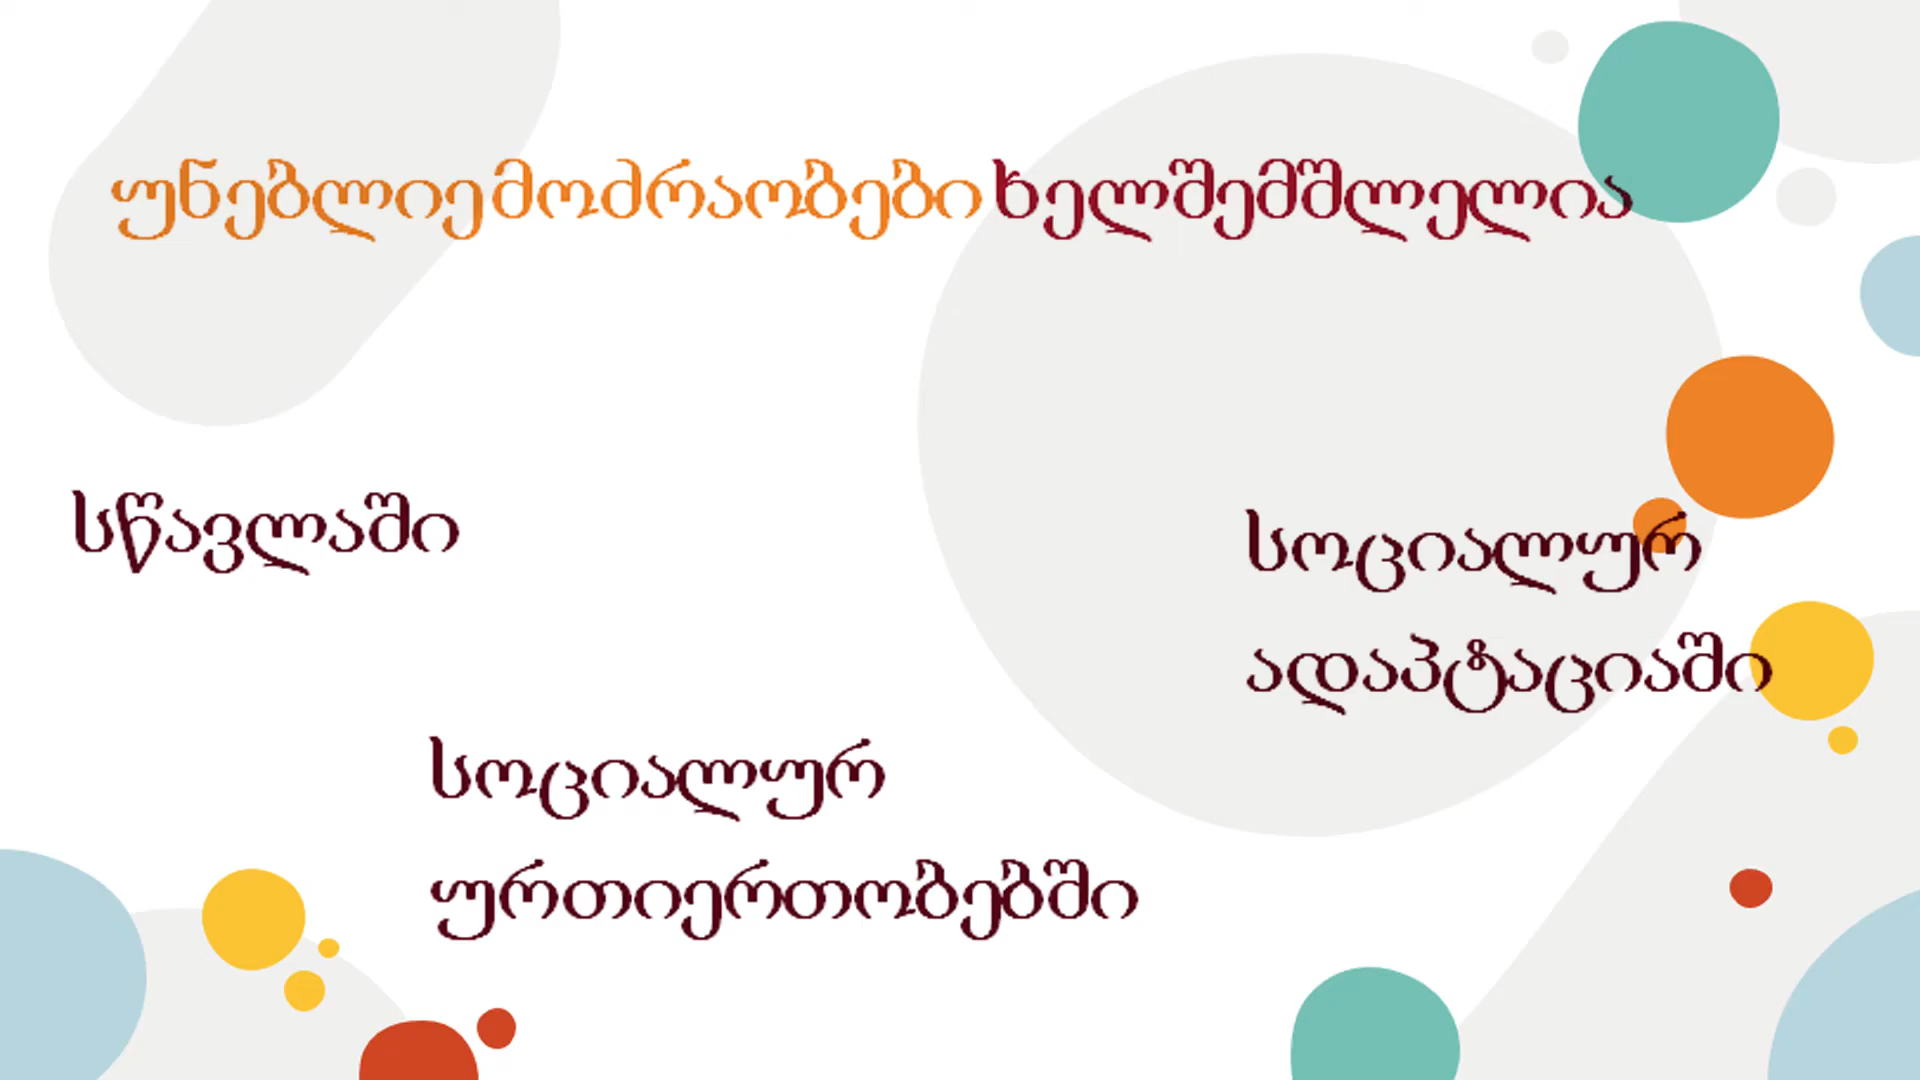 უნებლიე მოძრაობები ხელშემშლელია
სწავლაში
სოციალურ
ადაპტაციაში
სოციალურ
ურთიერთობებში